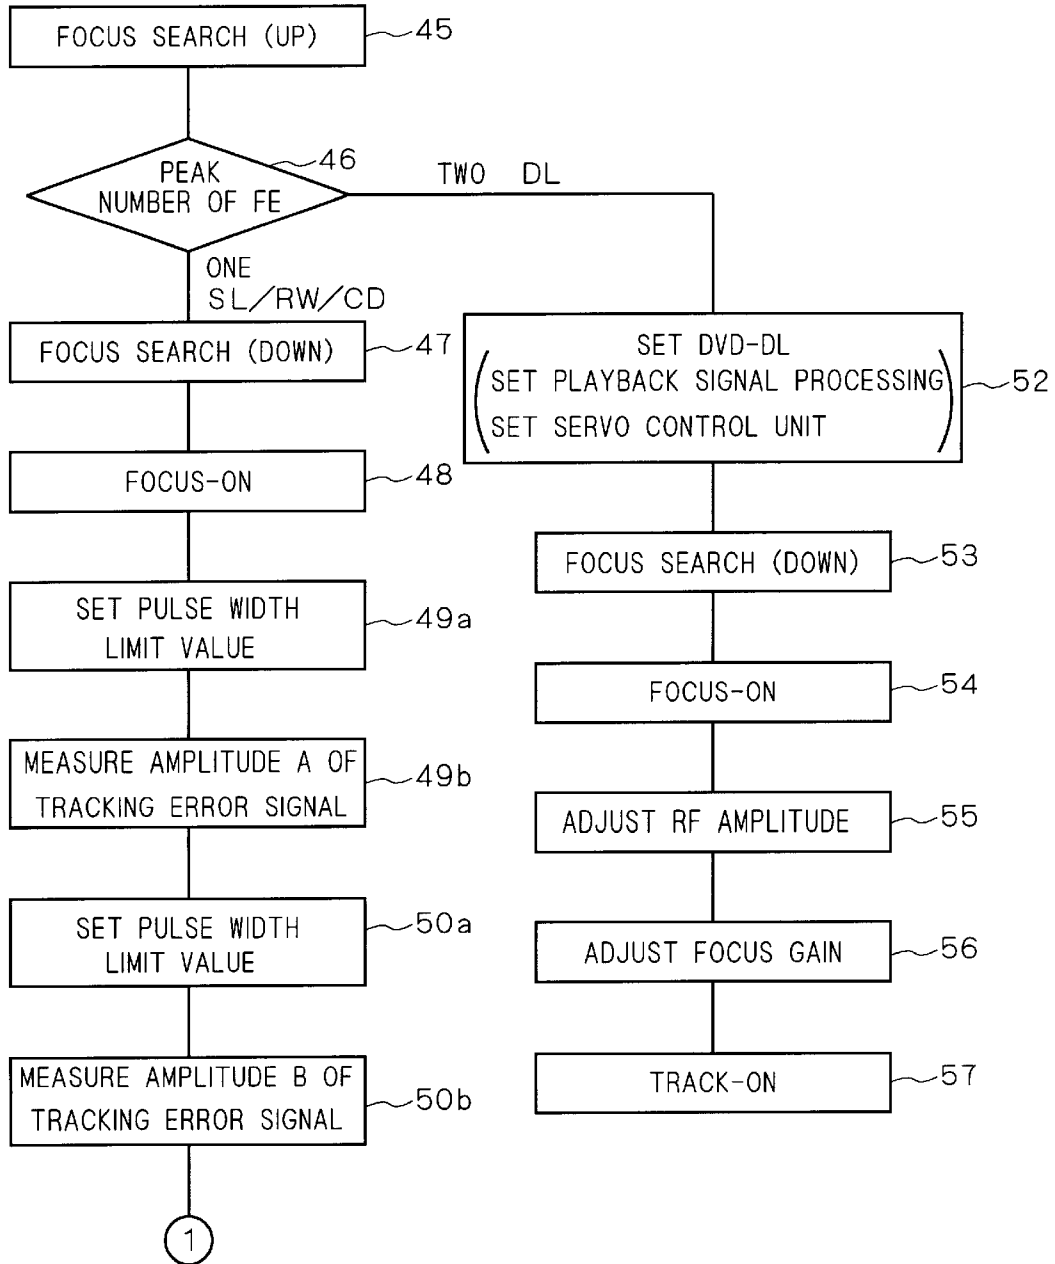 FOCUS SEARCH (UP)
45
PEAK
NUMBER OF FE
46
TWO DL
ONE
SL/RW/CD
FOCUS SEARCH (DOWN)
47
FOCUS-ON
48
SET PULSE WIDTH
LIMIT VALUE
49a
MEASURE AMPLITUDE A OF
TRACKING ERROR SIGNAL
49b
SET PULSE WIDTH
LIMIT VALUE
50a
MEASURE AMPLITUDE B OF
TRACKING ERROR SIGNAL
50b
1
SET DVD-DL
(SET PLAYBACK SIGNAL PROCESSING
SET SERVO CONTROL UNIT)
52
FOCUS SEARCH (DOWN)
53
FOCUS-ON
54
ADJUST RF AMPLITUDE
55
ADJUST FOCUS GAIN
56
TRACK-ON
57